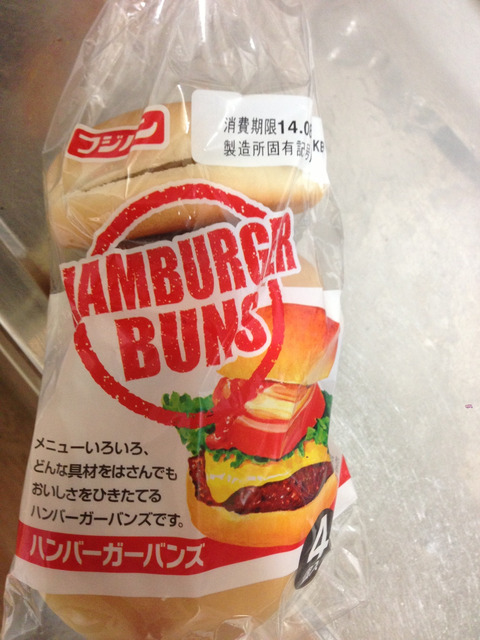 フジパン
消費期限14.0
製造所固有記号KB
HAMBURGER
BUNS
メニューいろいろ、
どんな具材をはさんでも
おいしさをひきたてる
ハンバーガーバンズです。
ハンバーガーバンズ
4